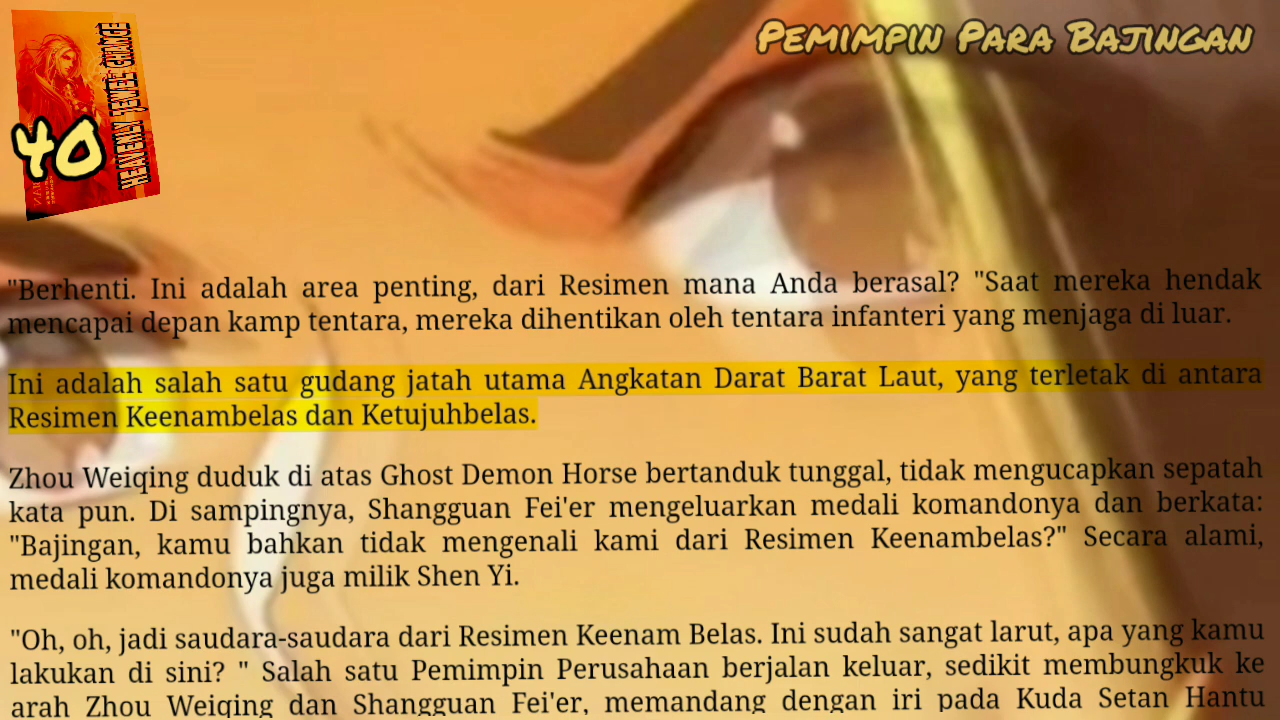 Pemimpin Para Bajingan
HEAVENLY JEWEL CHANGE
40
"Berhenti. Ini adalah area penting, dari Resimen mana Anda berasal? "Saat mereka hendak
mencapai depan kamp tentara, mereka dihentikan oleh tentara infanteri yang menjaga di luar.
Ini adalah salah satu gudang jatah utama Angkatan Darat Barat Laut, yang terletak di antara
Resimen Keenambelas dan Ketujuhbelas.
Zhou Weiqing duduk di atas Ghost Demon Horse bertanduk tunggal, tidak mengucapkan sepatah
kata pun. Di sampingnya, Shangguan Fei'er mengeluarkan medali komandonya dan berkata:
"Bajingan, kamu bahkan tidak mengenali kami dari Resimen Keenambelas?" Secara alami,
medali komandonya juga milik Shen Yi.
"Oh, oh, jadi saudara-saudara dari Resimen Keenam Belas. Ini sudah sangat larut, apa yang kamu
lakukan di sini? " Salah satu Pemimpin Perusahaan berjalan keluar, sedikit membungkuk ke
arah Zhou Weiqing dan Shangguan Fei'er, memandang dengan iri pada Kuda Setan Hantu